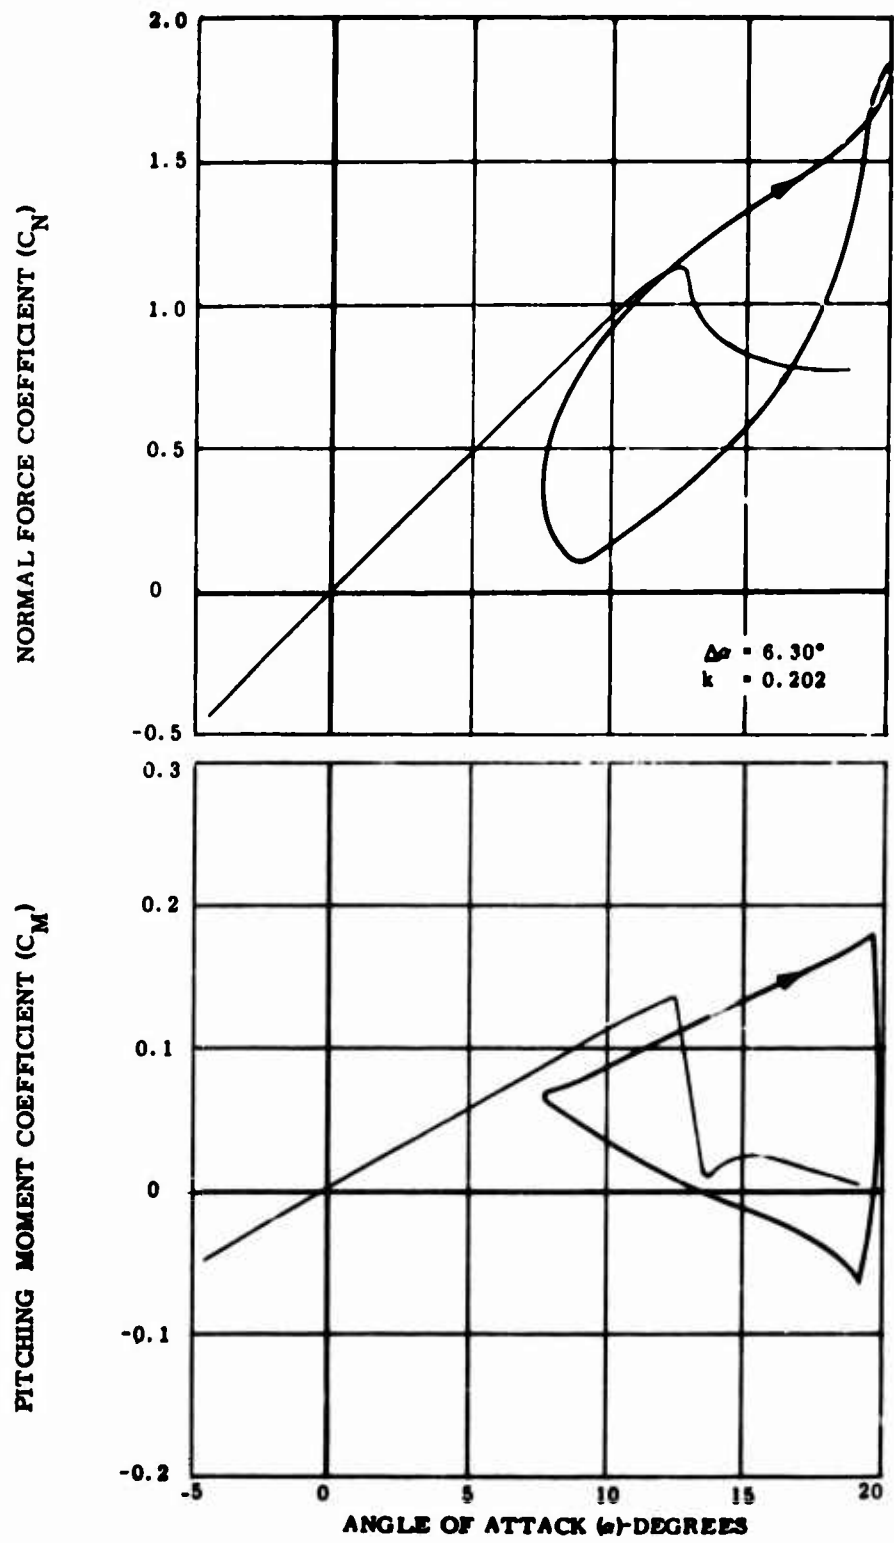 2.0
1.5
1.0
0.5
0
-0.5
NORMAL FORCE COEFFICIENT (C_N)
Δα = 6.30°
k = 0.202
0.3
0.2
0.1
0
-0.1
-0.2
PITCHING MOMENT COEFFICIENT (C_M)
-5 0 5 10 15 20
ANGLE OF ATTACK (α)-DEGREES